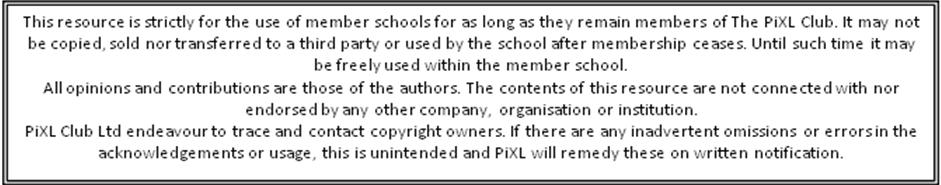 This resource is strictly for the use of member schools for as long as they remain members of The PiXL Club. It may not
be copied, sold nor transferred to a third party or used by the school after membership ceases. Until such time it may
be freely used within the member school.
All opinions and contributions are those of the authors. The contents of this resource are not connected with nor
endorsed by any other company, organisation or institution.
PiXL Club Ltd endeavour to trace and contact copyright owners. If there are any inadvertent omissions or errors in the
acknowledgements or usage, this is unintended and PiXL will remedy these on written notification.